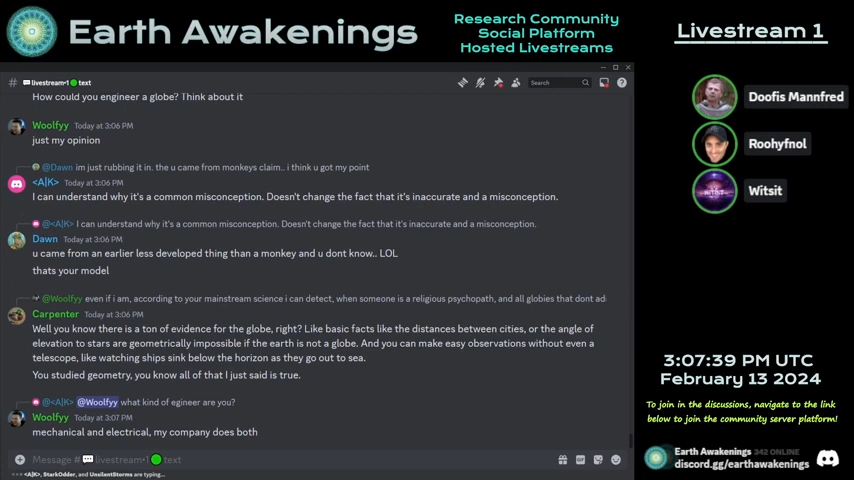 Earth Awakenings
Research Community
Social Platform
Hosted Livestreams
Livestream 1
# livestream·1 text
Search
How could you engineer a globe? Think about it
Woolfyy Today at 3:06 PM
just my opinion
@Dawn im just rubbing it in. the u came from monkeys claim.. i think u got my point
<A|K> Today at 3:06 PM
I can understand why it's a common misconception. Doesn't change the fact that it's inaccurate and a misconception.
@<A|K> I can understand why it's a common misconception. Doesn't change the fact that it's inaccurate and a misconception.
Dawn Today at 3:06 PM
u came from an earlier less developed thing than a monkey and u dont know.. LOL
thats your model
@Woolfyy even if i am, according to your mainstream science i can detect, when someone is a religious psychopath, and all globies that dont ad
Carpenter Today at 3:06 PM
Well you know there is a ton of evidence for the globe, right? Like basic facts like the distances between cities, or the angle of
elevation to stars are geometrically impossible if the earth is not a globe. And you can make easy observations without even a
telescope, like watching ships sink below the horizon as they go out to sea.
You studied geometry, you know all of that I just said is true.
@<A|K> @Woolfyy what kind of egineer are you?
Woolfyy Today at 3:07 PM
mechanical and electrical, my company does both
Message # livestream·1 text
GIF
<A|K>, StarkOdder, and UnsilentStorms are typing...
Doofis Mannfred
Roohyfnol
Witsit
3:07:39 PM UTC
February 13 2024
To join in the discussions, navigate to the link
below to join the community server platform!
Earth Awakenings 342 ONLINE
discord.gg/earthawakenings